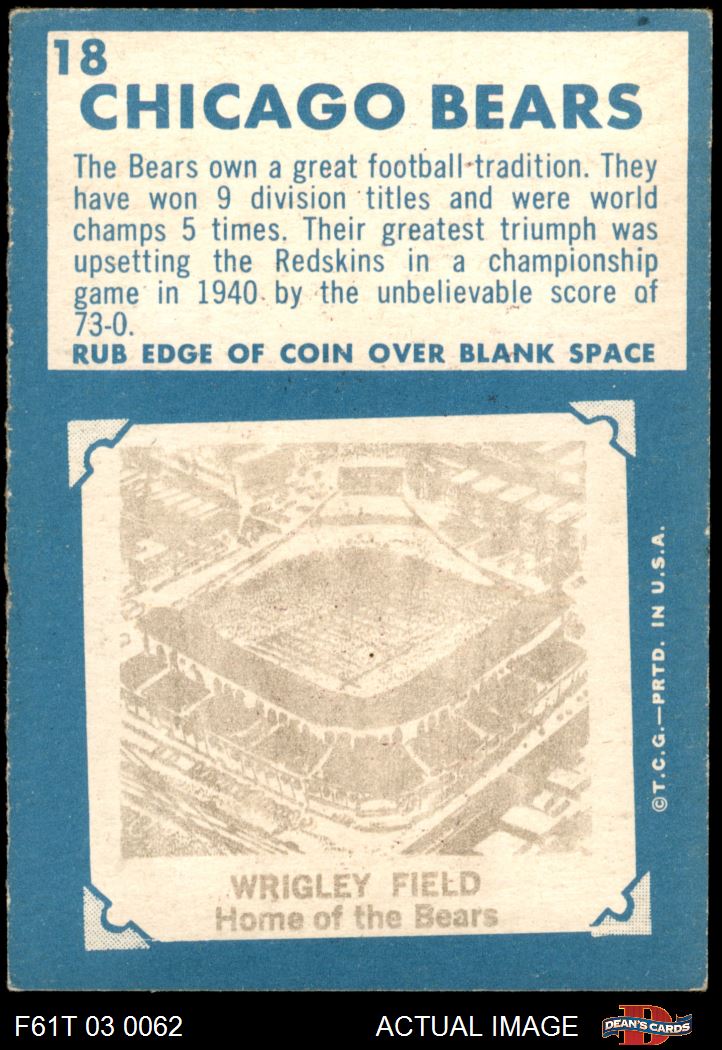 18
CHICAGO BEARS
The Bears own a great football tradition. They
have won 9 division titles and were world
champs 5 times. Their greatest triumph was
upsetting the Redskins in a championship
game in 1940 by the unbelievable score of
73-0.
RUB EDGE OF COIN OVER BLANK SPACE
©T.C.G.—PRTD. IN U.S.A.
WRIGLEY FIELD
Home of the Bears
F61T 03 0062
ACTUAL IMAGE
D
DEAN'S CARDS